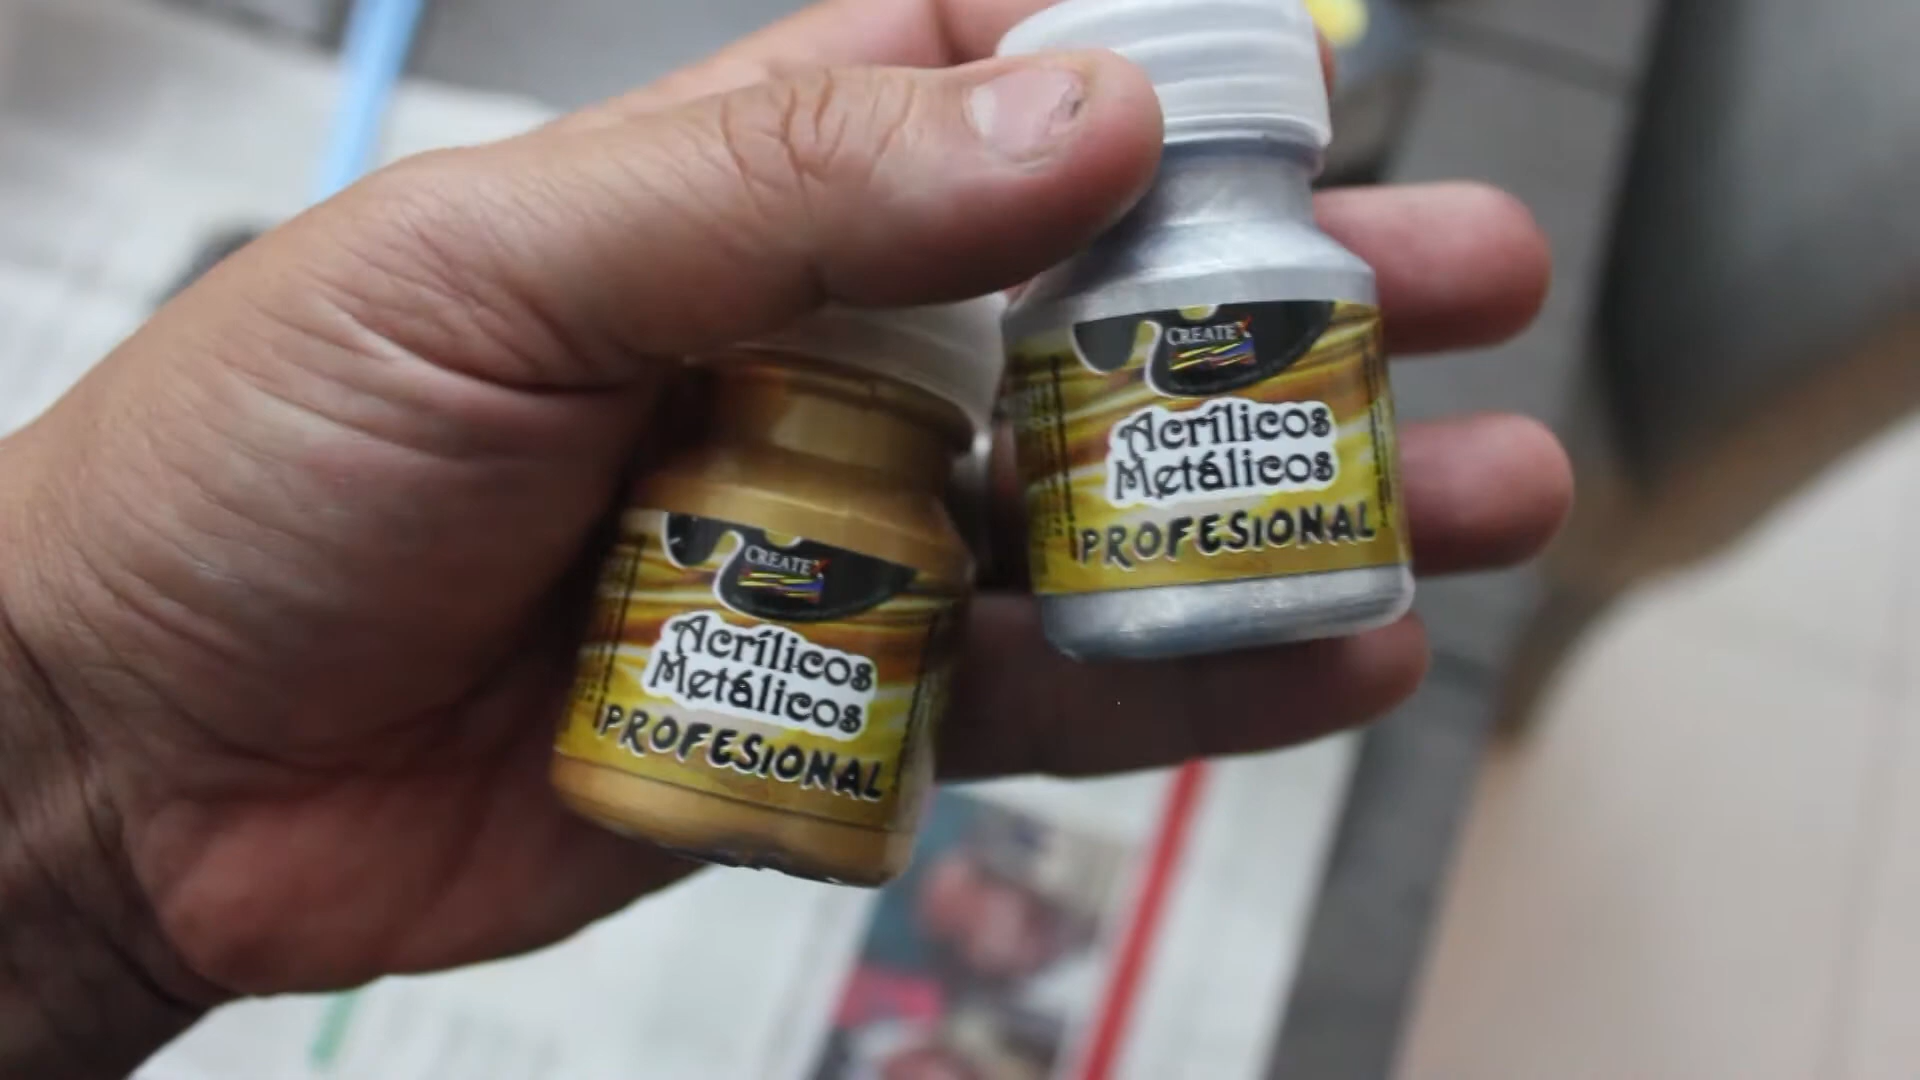 CREATEX
Acrílicos
Metálicos
PROFESIONAL
CREATEX
Acrílicos
Metálicos
PROFESIONAL